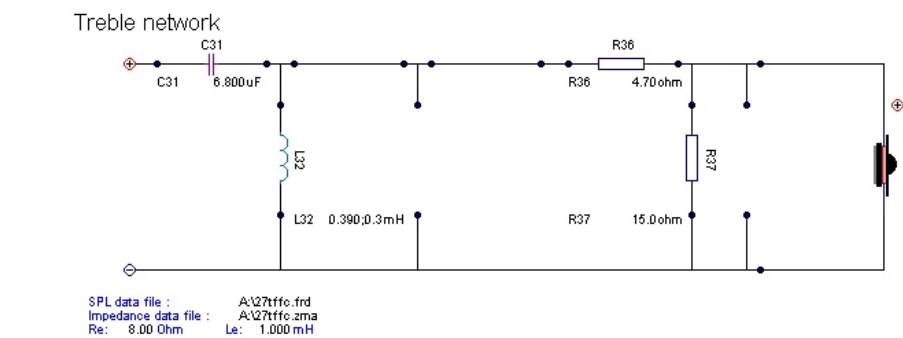 Treble network
C31
R36
C31 6.800uF
R36 4.70ohm
L32
R37
L32 0.390;0.3mH
R37 15.0ohm
SPL data file : A:\27tffc.frd
Impedance data file : A:\27tffc.zma
Re: 8.00 Ohm Le: 1.000 mH